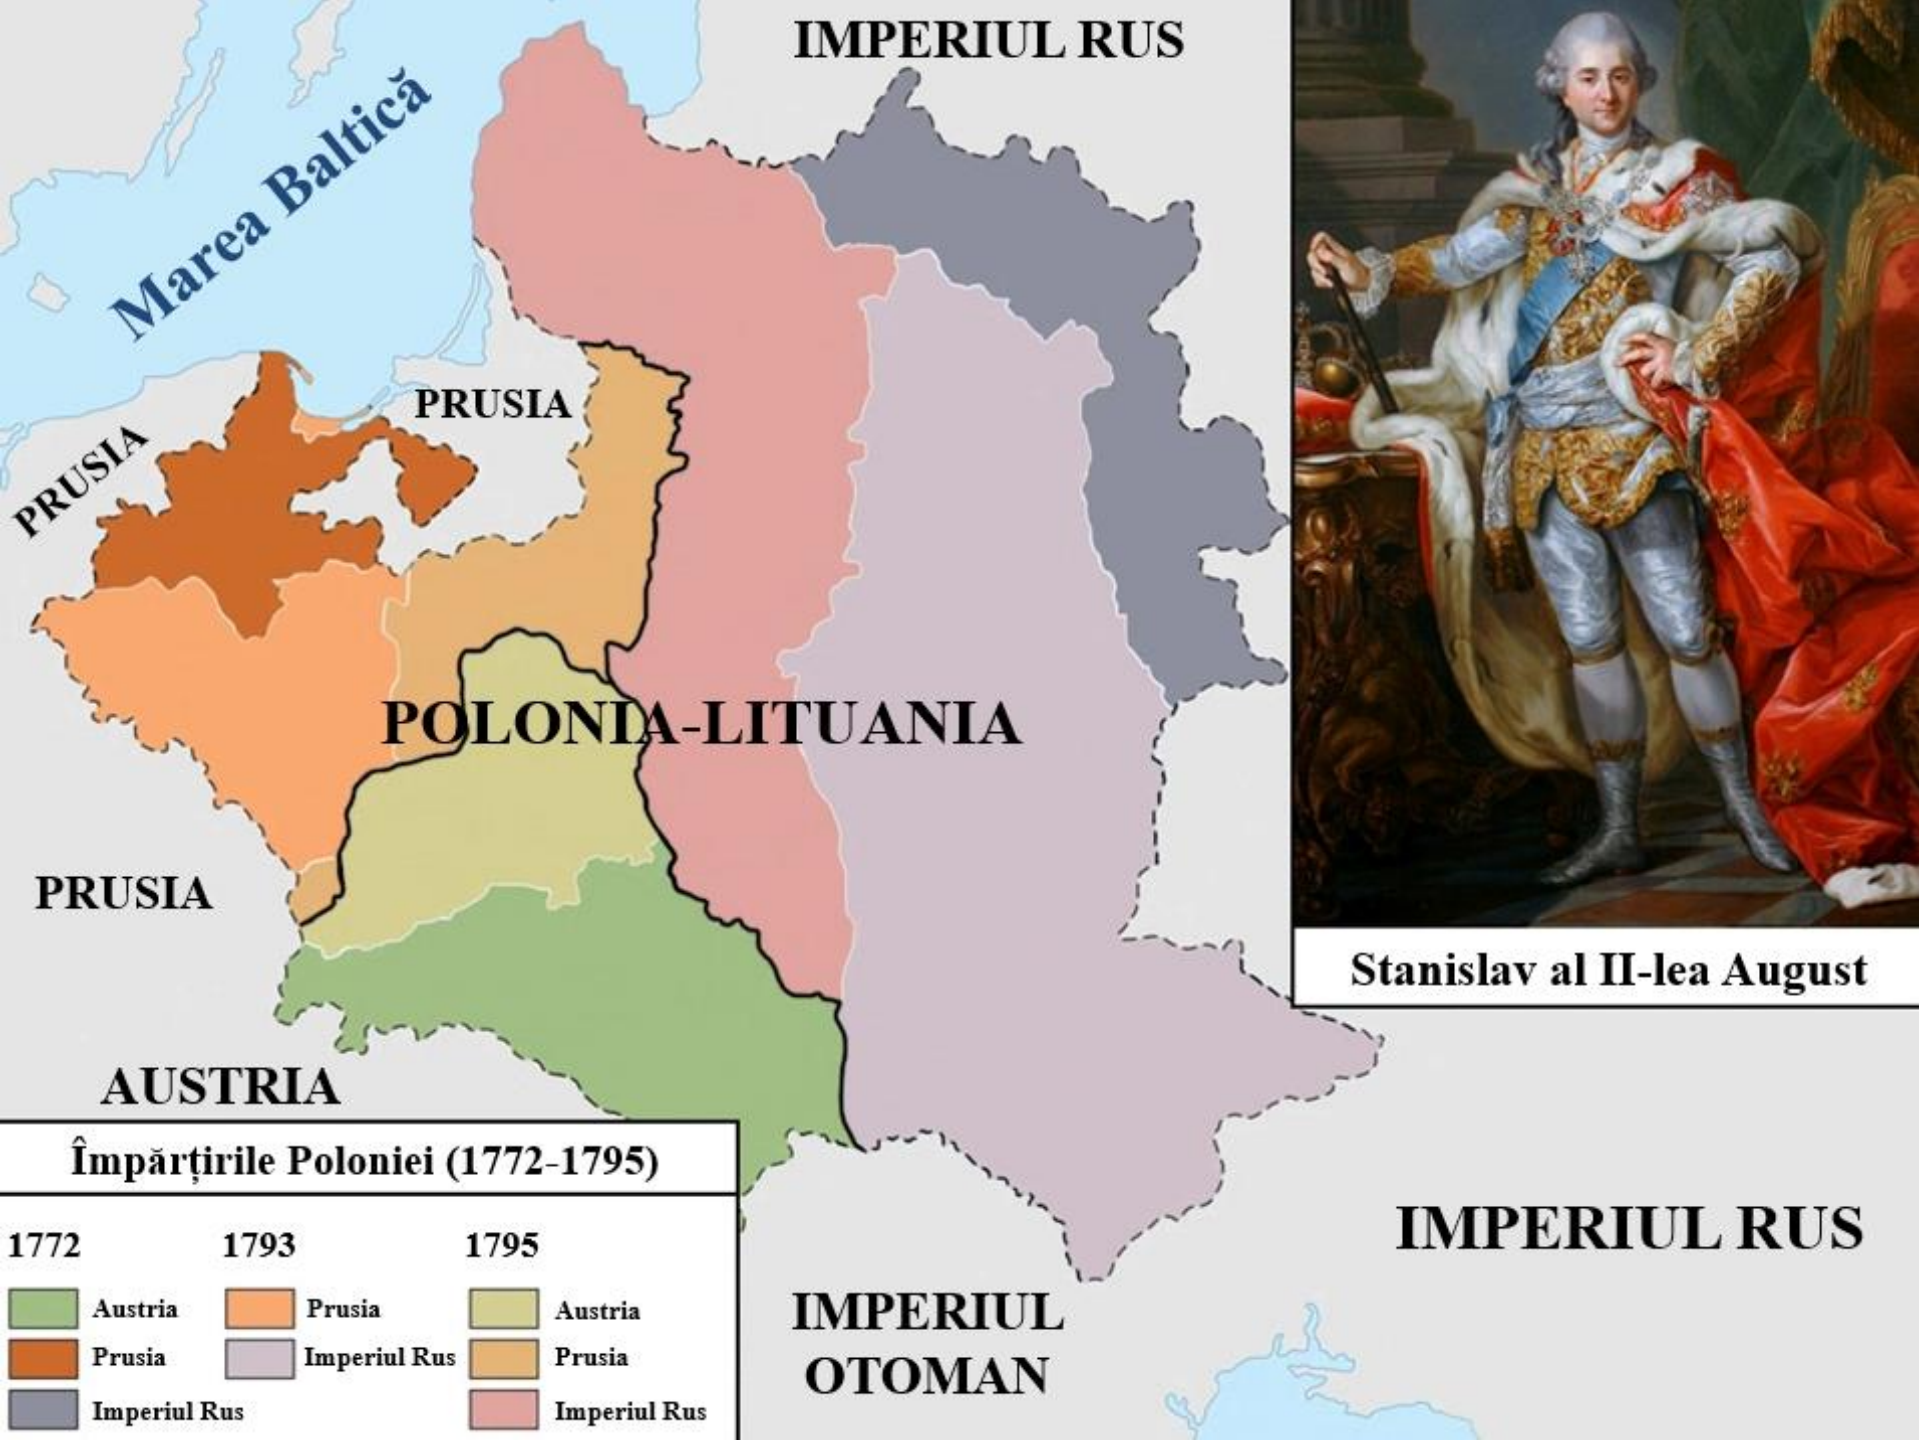 IMPERIUL RUS
Marea Baltică
PRUSIA
PRUSIA
POLONIA-LITUANIA
PRUSIA
Stanislav al II-lea August
AUSTRIA
Împărțirile Poloniei (1772-1795)
1772 1793 1795
Austria Prusia Austria
Prusia Imperiul Rus Prusia
Imperiul Rus Imperiul Rus
IMPERIUL RUS
IMPERIUL
OTOMAN